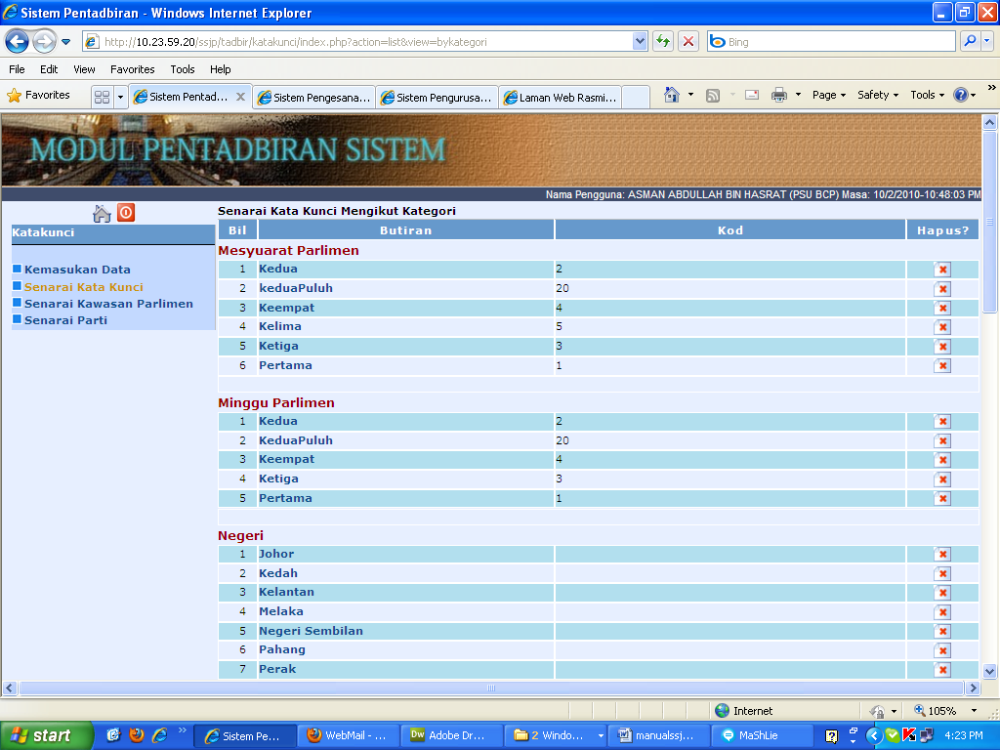 Sistem Pentadbiran - Windows Internet Explorer
http://10.23.59.20/ssjp/tadbir/katakunci/index.php?action=list&view=bykategori
Bing
File Edit View Favorites Tools Help
Favorites
Sistem Pentad...
Sistem Pengesana...
Sistem Pengurusa...
Laman Web Rasmi...
Page Safety Tools
MODUL PENTADBIRAN SISTEM
Nama Pengguna: ASMAN ABDULLAH BIN HASRAT (PSU BCP) Masa: 10/2/2010-10:48:03 PM
Katakunci
Kemasukan Data
Senarai Kata Kunci
Senarai Kawasan Parlimen
Senarai Parti
Senarai Kata Kunci Mengikut Kategori
Bil Butiran Kod Hapus?
Mesyuarat Parlimen
1 Kedua 2
2 keduaPuluh 20
3 Keempat 4
4 Kelima 5
5 Ketiga 3
6 Pertama 1
Minggu Parlimen
1 Kedua 2
2 KeduaPuluh 20
3 Keempat 4
4 Ketiga 3
5 Pertama 1
Negeri
1 Johor
2 Kedah
3 Kelantan
4 Melaka
5 Negeri Sembilan
6 Pahang
7 Perak
Internet
105%
start
Sistem Pe...
WebMail - ...
Dw Adobe Dr...
2 Windo...
manualssj...
MaShLie
4:23 PM